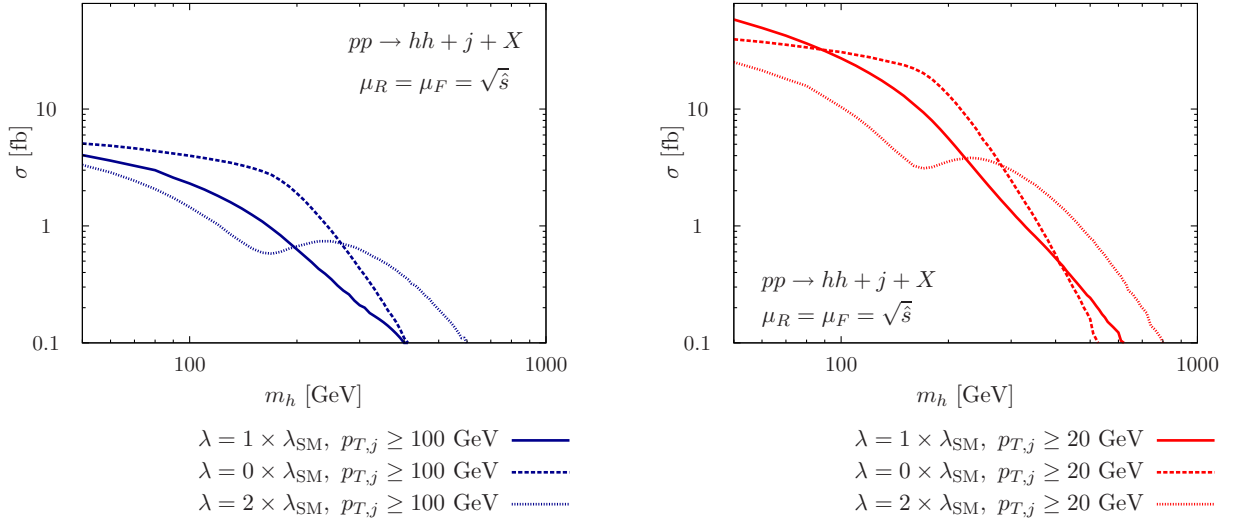 pp → hh + j + X
μ_R = μ_F = √ŝ
σ [fb]
10
1
0.1
100
1000
m_h [GeV]
λ = 1 × λ_SM, p_T,j ≥ 100 GeV
λ = 0 × λ_SM, p_T,j ≥ 100 GeV
λ = 2 × λ_SM, p_T,j ≥ 100 GeV
σ [fb]
10
1
0.1
pp → hh + j + X
μ_R = μ_F = √ŝ
100
1000
m_h [GeV]
λ = 1 × λ_SM, p_T,j ≥ 20 GeV
λ = 0 × λ_SM, p_T,j ≥ 20 GeV
λ = 2 × λ_SM, p_T,j ≥ 20 GeV